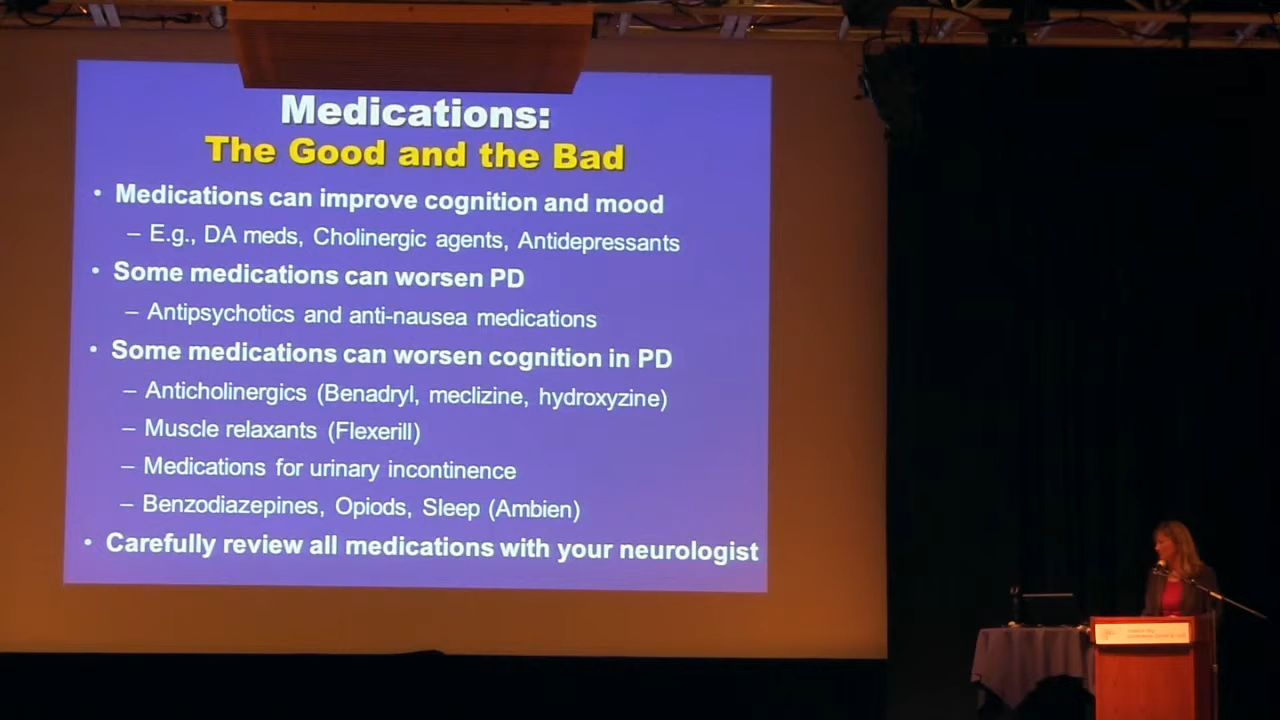 Medications:
The Good and the Bad
• Medications can improve cognition and mood
– E.g., DA meds, Cholinergic agents, Antidepressants
• Some medications can worsen PD
– Antipsychotics and anti-nausea medications
• Some medications can worsen cognition in PD
– Anticholinergics (Benadryl, meclizine, hydroxyzine)
– Muscle relaxants (Flexerill)
– Medications for urinary incontinence
– Benzodiazepines, Opiods, Sleep (Ambien)
• Carefully review all medications with your neurologist